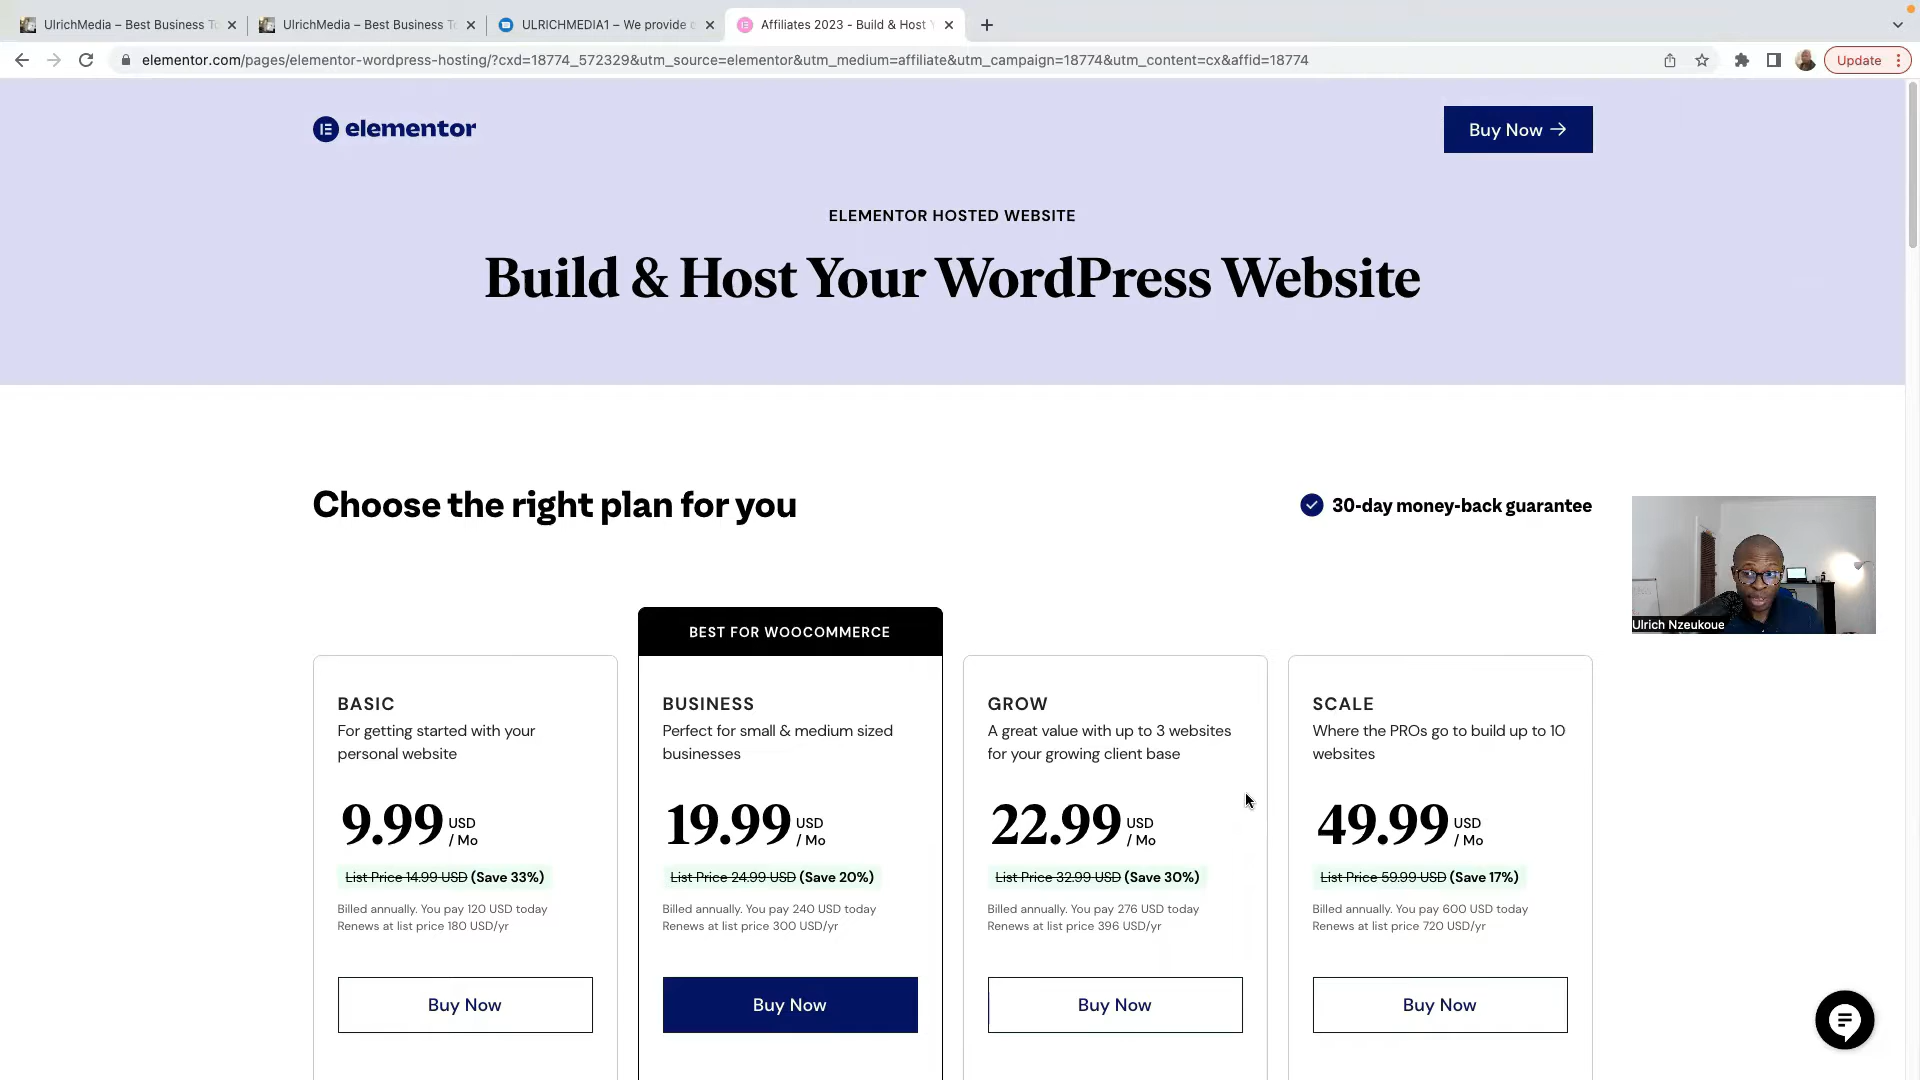 UlrichMedia – Best Business To
UlrichMedia – Best Business To
ULRICHMEDIA1 – We provide c
Affiliates 2023 - Build & Host Y
elementor.com/pages/elementor-wordpress-hosting/?cxd=18774_572329&utm_source=elementor&utm_medium=affiliate&utm_campaign=18774&utm_content=cx&affid=18774
Update
elementor
Buy Now →
ELEMENTOR HOSTED WEBSITE
Build & Host Your WordPress Website
Choose the right plan for you
30-day money-back guarantee
Ulrich Nzeukoue
BEST FOR WOOCOMMERCE
BASIC
For getting started with your
personal website
9.99 USD
/ Mo
List Price 14.99 USD (Save 33%)
Billed annually. You pay 120 USD today
Renews at list price 180 USD/yr
Buy Now
BUSINESS
Perfect for small & medium sized
businesses
19.99 USD
/ Mo
List Price 24.99 USD (Save 20%)
Billed annually. You pay 240 USD today
Renews at list price 300 USD/yr
Buy Now
GROW
A great value with up to 3 websites
for your growing client base
22.99 USD
/ Mo
List Price 32.99 USD (Save 30%)
Billed annually. You pay 276 USD today
Renews at list price 396 USD/yr
Buy Now
SCALE
Where the PROs go to build up to 10
websites
49.99 USD
/ Mo
List Price 59.99 USD (Save 17%)
Billed annually. You pay 600 USD today
Renews at list price 720 USD/yr
Buy Now